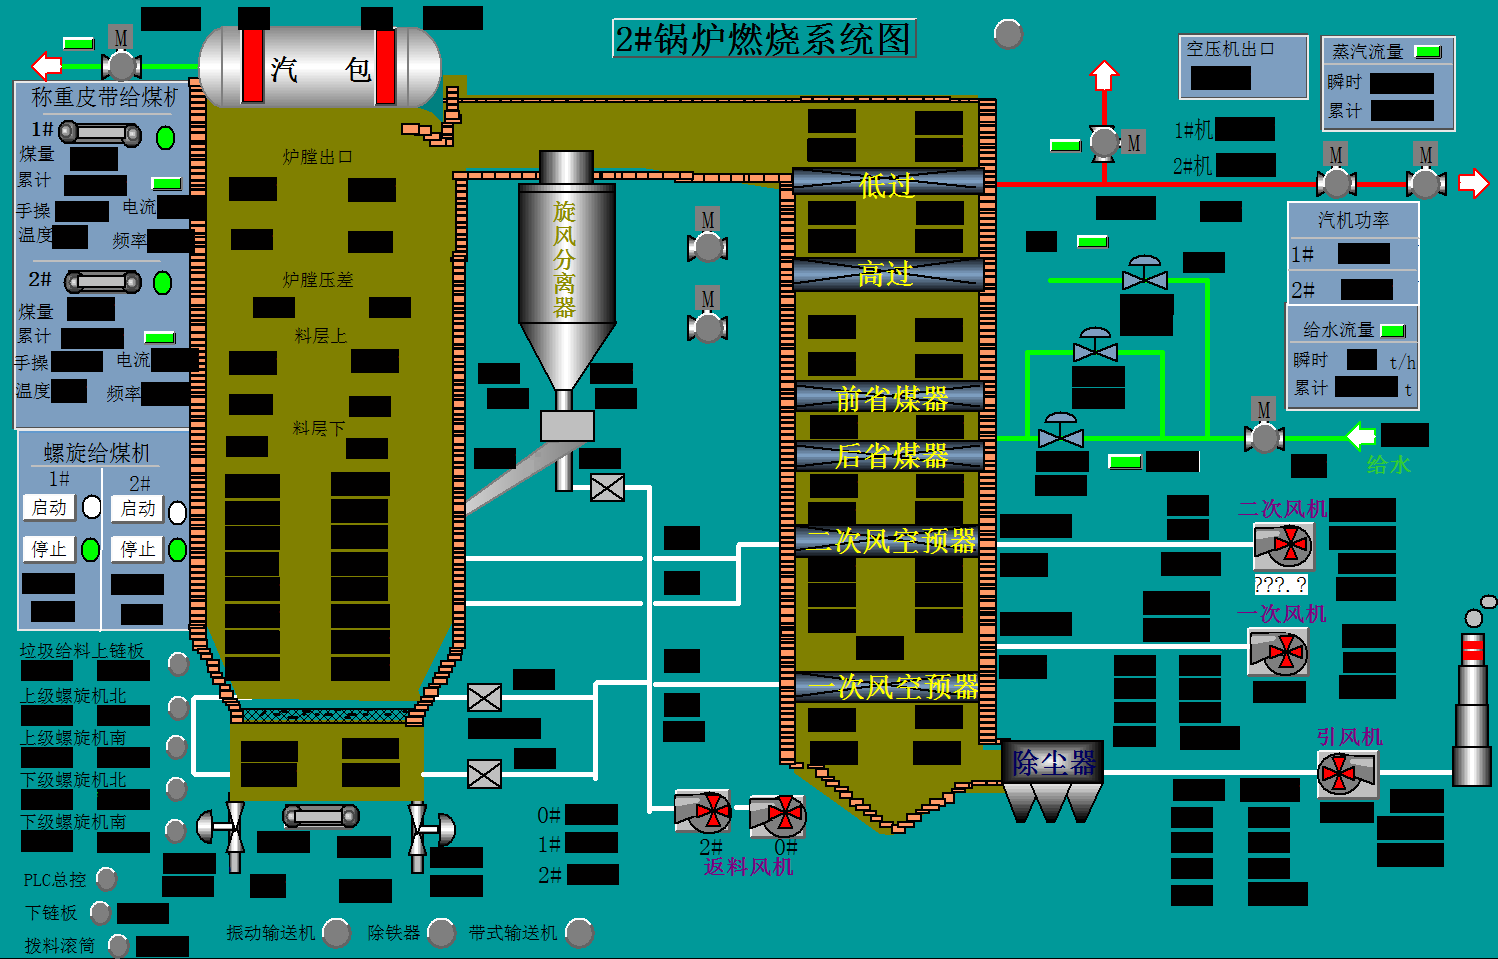 2#锅炉燃烧系统图
M
汽 包
空压机出口
蒸汽流量
瞬时
累计
称重皮带给煤机
1#
煤量
累计
手操
电流
温度
频率
2#
煤量
累计
手操
电流
温度
频率
螺旋给煤机
1#
2#
启动
启动
停止
停止
垃圾给料上链板
上级螺旋机北
上级螺旋机南
下级螺旋机北
下级螺旋机南
PLC总控
下链板
拨料滚筒
振动输送机
除铁器
带式输送机
炉膛出口
炉膛压差
料层上
料层下
旋风分离器
M
M
低过
高过
前省煤器
后省煤器
二次风空预器
一次风空预器
0#
1#
2#
2#
0#
返料风机
除尘器
M
1#机
2#机
M
M
汽机功率
1#
2#
给水流量
瞬时
t/h
累计
t
M
给水
二次风机
???.?
一次风机
引风机